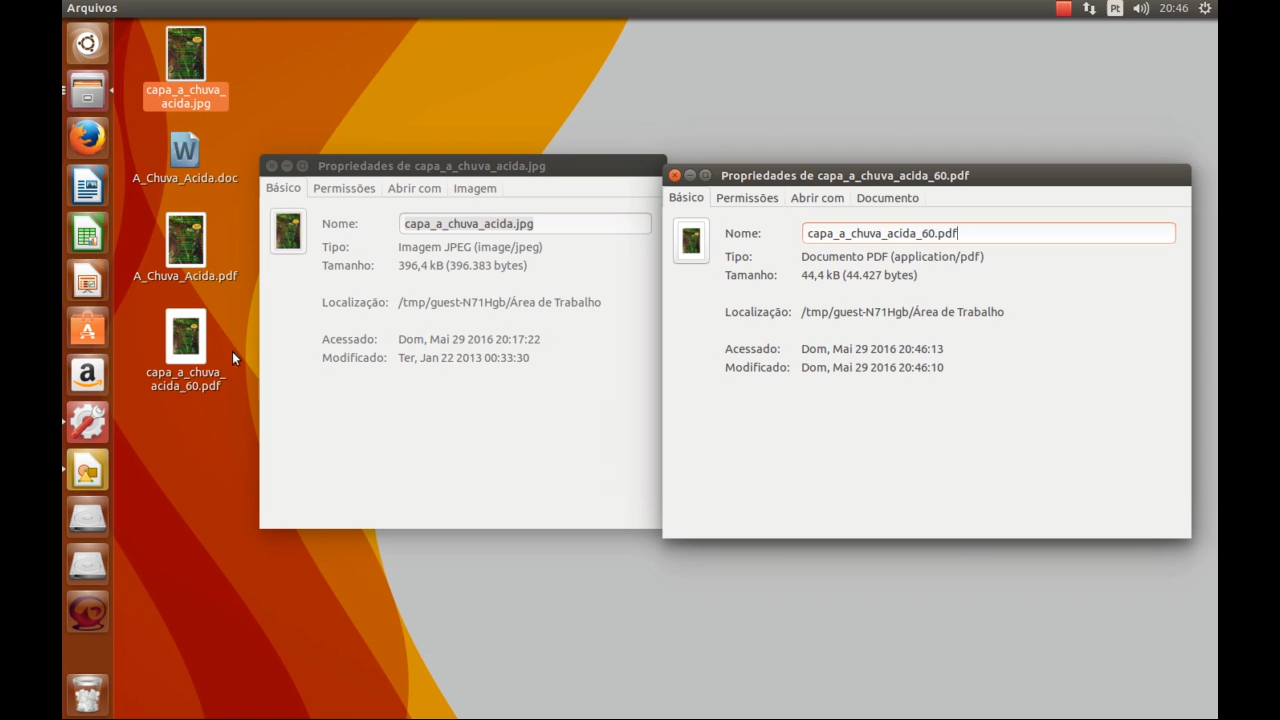 Arquivos
Pt
20:46
capa_a_chuva_
acida.jpg
W
A_Chuva_Acida.doc
A_Chuva_Acida.pdf
capa_a_chuva_
acida_60.pdf
A
a
Propriedades de capa_a_chuva_acida.jpg
Básico Permissões Abrir com Imagem
Nome: capa_a_chuva_acida.jpg
Tipo: Imagem JPEG (image/jpeg)
Tamanho: 396,4 kB (396.383 bytes)
Localização: /tmp/guest-N71Hgb/Área de Trabalho
Acessado: Dom, Mai 29 2016 20:17:22
Modificado: Ter, Jan 22 2013 00:33:30
Propriedades de capa_a_chuva_acida_60.pdf
Básico Permissões Abrir com Documento
Nome: capa_a_chuva_acida_60.pdf
Tipo: Documento PDF (application/pdf)
Tamanho: 44,4 kB (44.427 bytes)
Localização: /tmp/guest-N71Hgb/Área de Trabalho
Acessado: Dom, Mai 29 2016 20:46:13
Modificado: Dom, Mai 29 2016 20:46:10